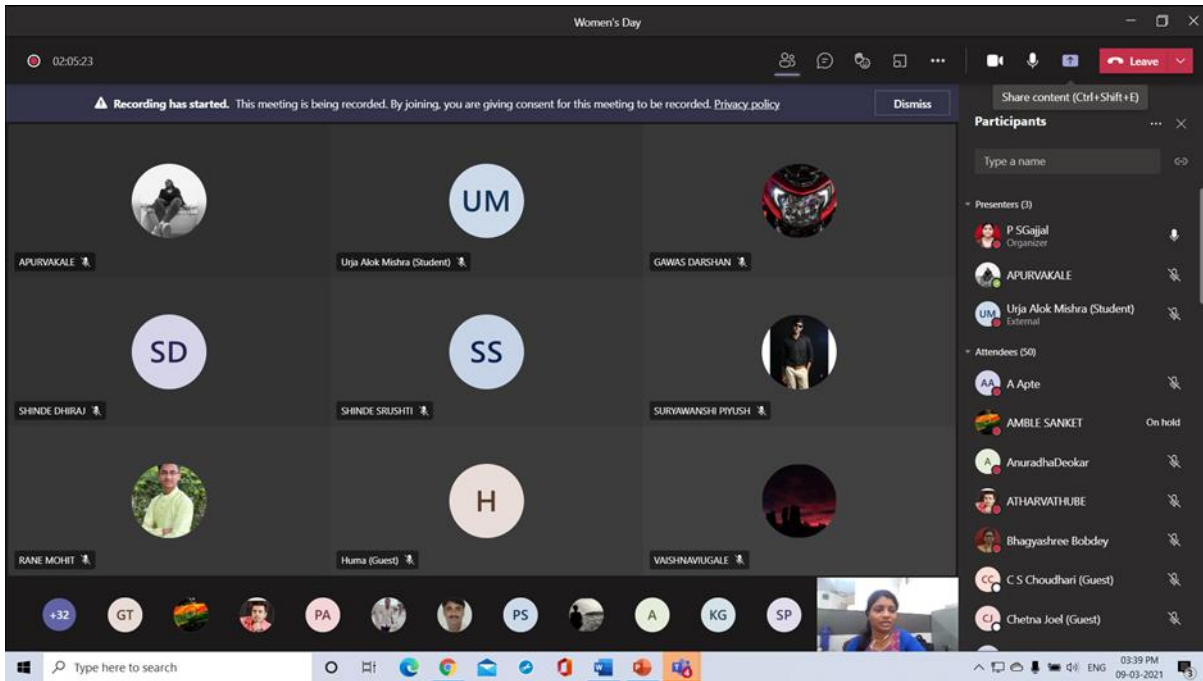 Women's Day
02:05:23
Leave
Recording has started. This meeting is being recorded. By joining, you are giving consent for this meeting to be recorded. Privacy policy
Dismiss
Share content (Ctrl+Shift+E)
Participants
Type a name
Presenters (3)
P SGajjal
Organizer
APURVAKALE
UM
Urja Alok Mishra (Student)
External
Attendees (50)
AA
A Apte
AMBLE SANKET
On hold
A
AnuradhaDeokar
ATHARVATHUBE
Bhagyashree Bobdey
CC
C S Choudhari (Guest)
CJ
Chetna Joel (Guest)
UM
APURVAKALE
Urja Alok Mishra (Student)
GAWAS DARSHAN
SD
SS
SHINDE DHIRAJ
SHINDE SRUSHTI
SURYAWANSHI PIYUSH
H
RANE MOHIT
Huma (Guest)
VAISHNAVIUGALE
+32
GT
PA
PS
A
KG
SP
Type here to search
ENG
03:39 PM
09-03-2021